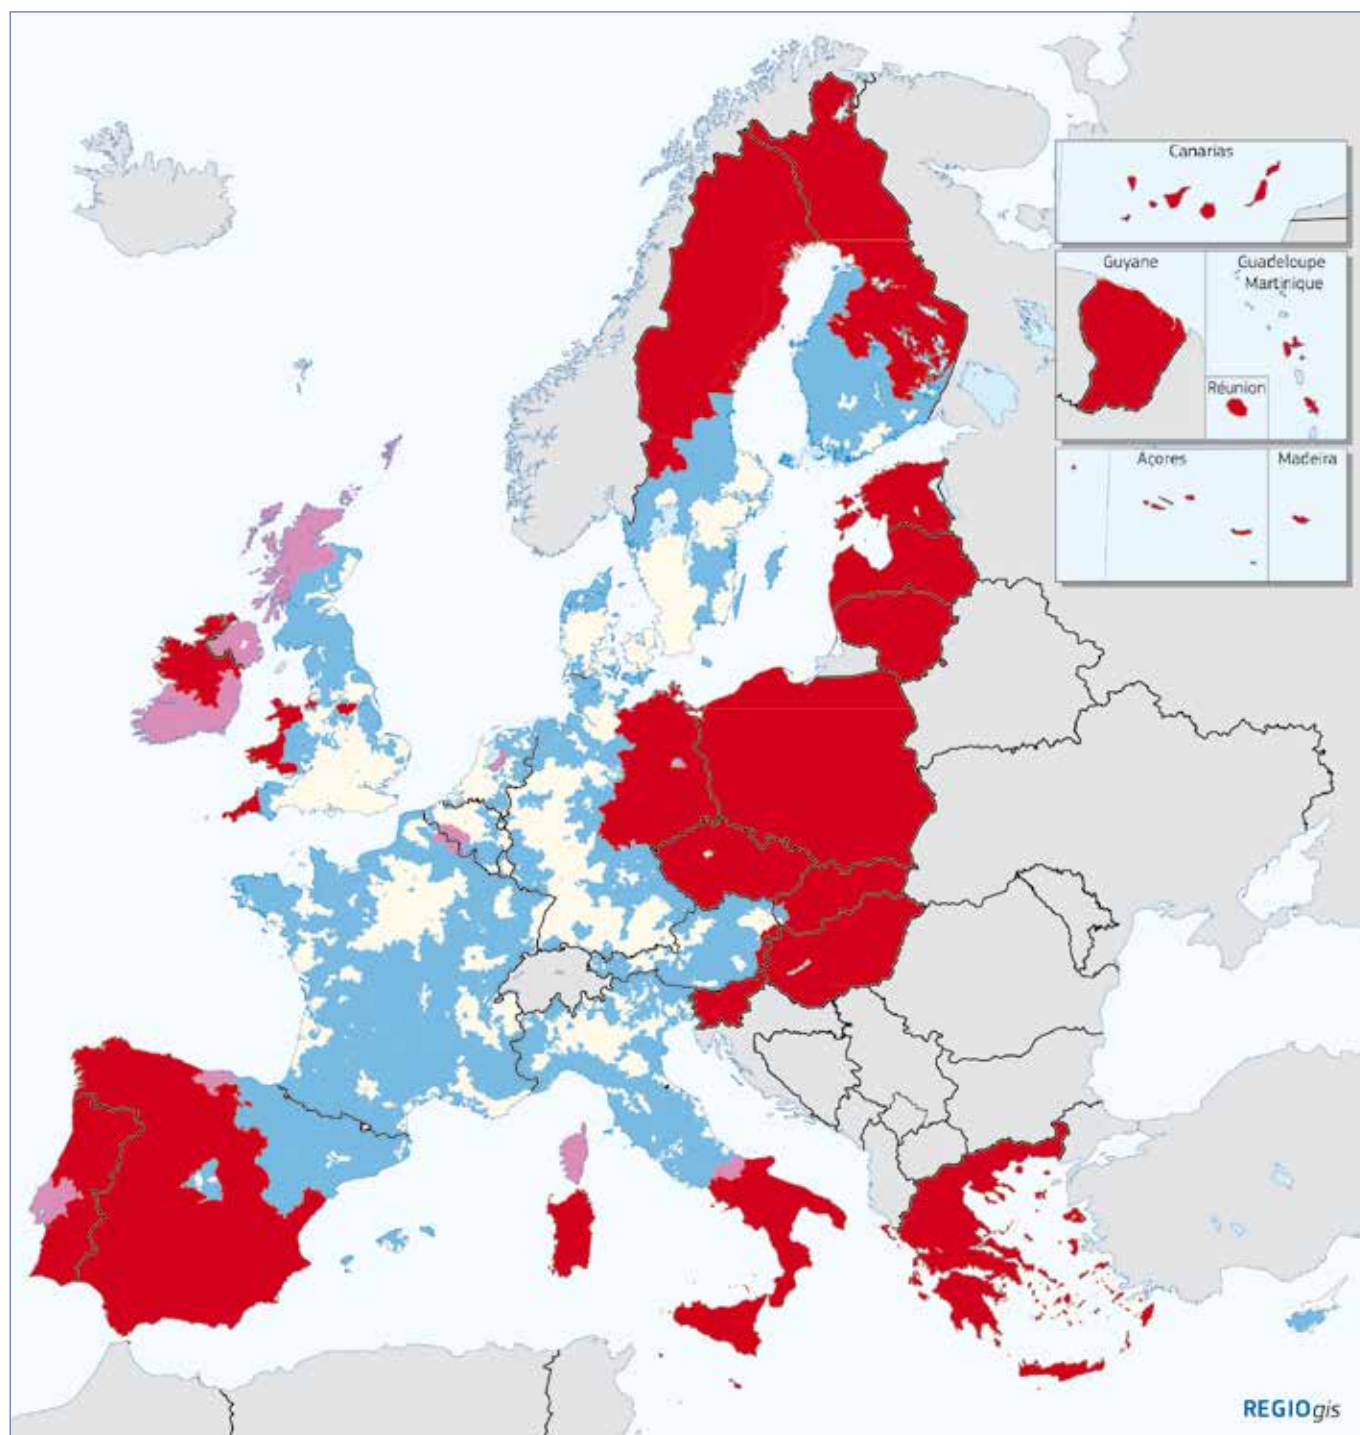 Canarias
Guyane
Guadeloupe
Martinique
Réunion
Açores
Madeira
REGIOgis